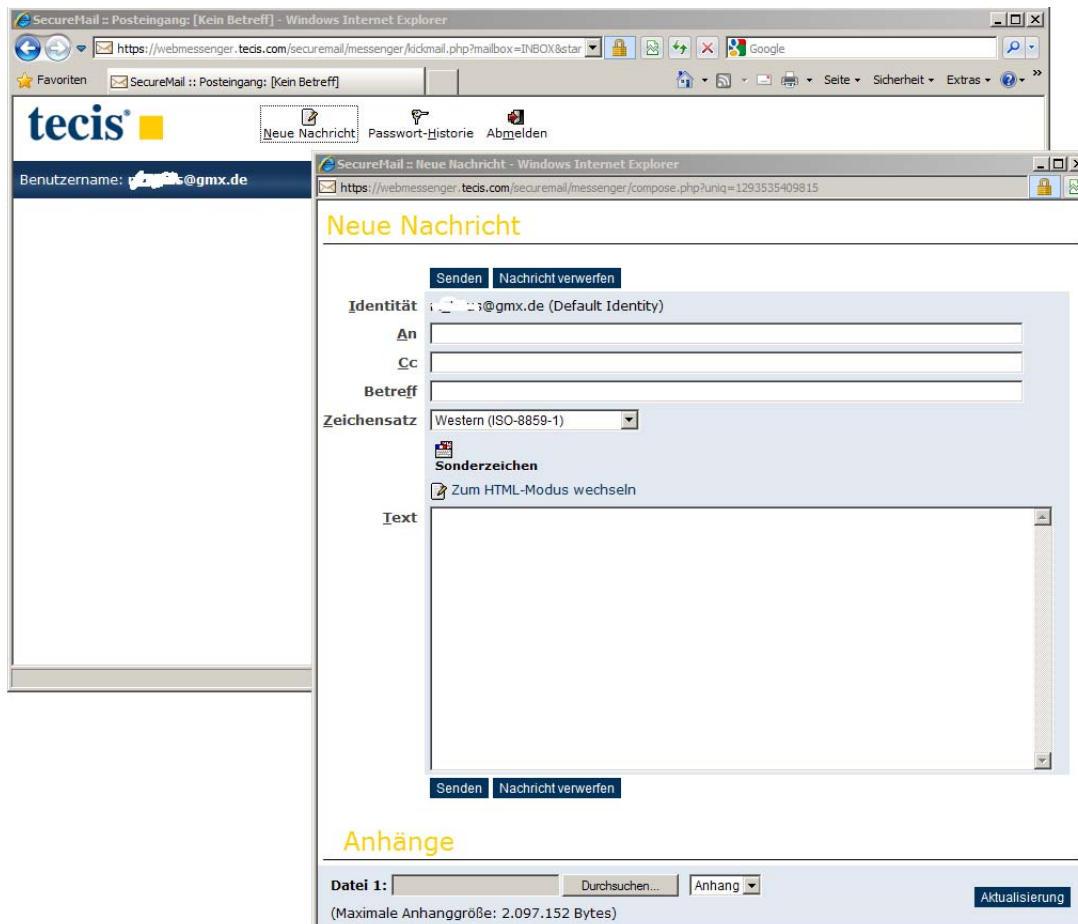 SecureMail :: Posteingang: [Kein Betreff] - Windows Internet Explorer
https://webmessenger.tecis.com/securemail/messenger/kickmail.php?mailbox=INBOX&star
Google
Favoriten
SecureMail :: Posteingang: [Kein Betreff]
Seite
Sicherheit
Extras
tecis
Neue Nachricht
Passwort-Historie
Abmelden
Benutzername: @gmx.de
SecureMail :: Neue Nachricht - Windows Internet Explorer
https://webmessenger.tecis.com/securemail/messenger/compose.php?uniq=1293535409815
Neue Nachricht
Senden
Nachricht verwerfen
Identität @gmx.de (Default Identity)
An
Cc
Betreff
Zeichensatz Western (ISO-8859-1)
Sonderzeichen
Zum HTML-Modus wechseln
Text
Senden
Nachricht verwerfen
Anhänge
Datei 1: Durchsuchen... Anhang
Aktualisierung
(Maximale Anhanggröße: 2.097.152 Bytes)